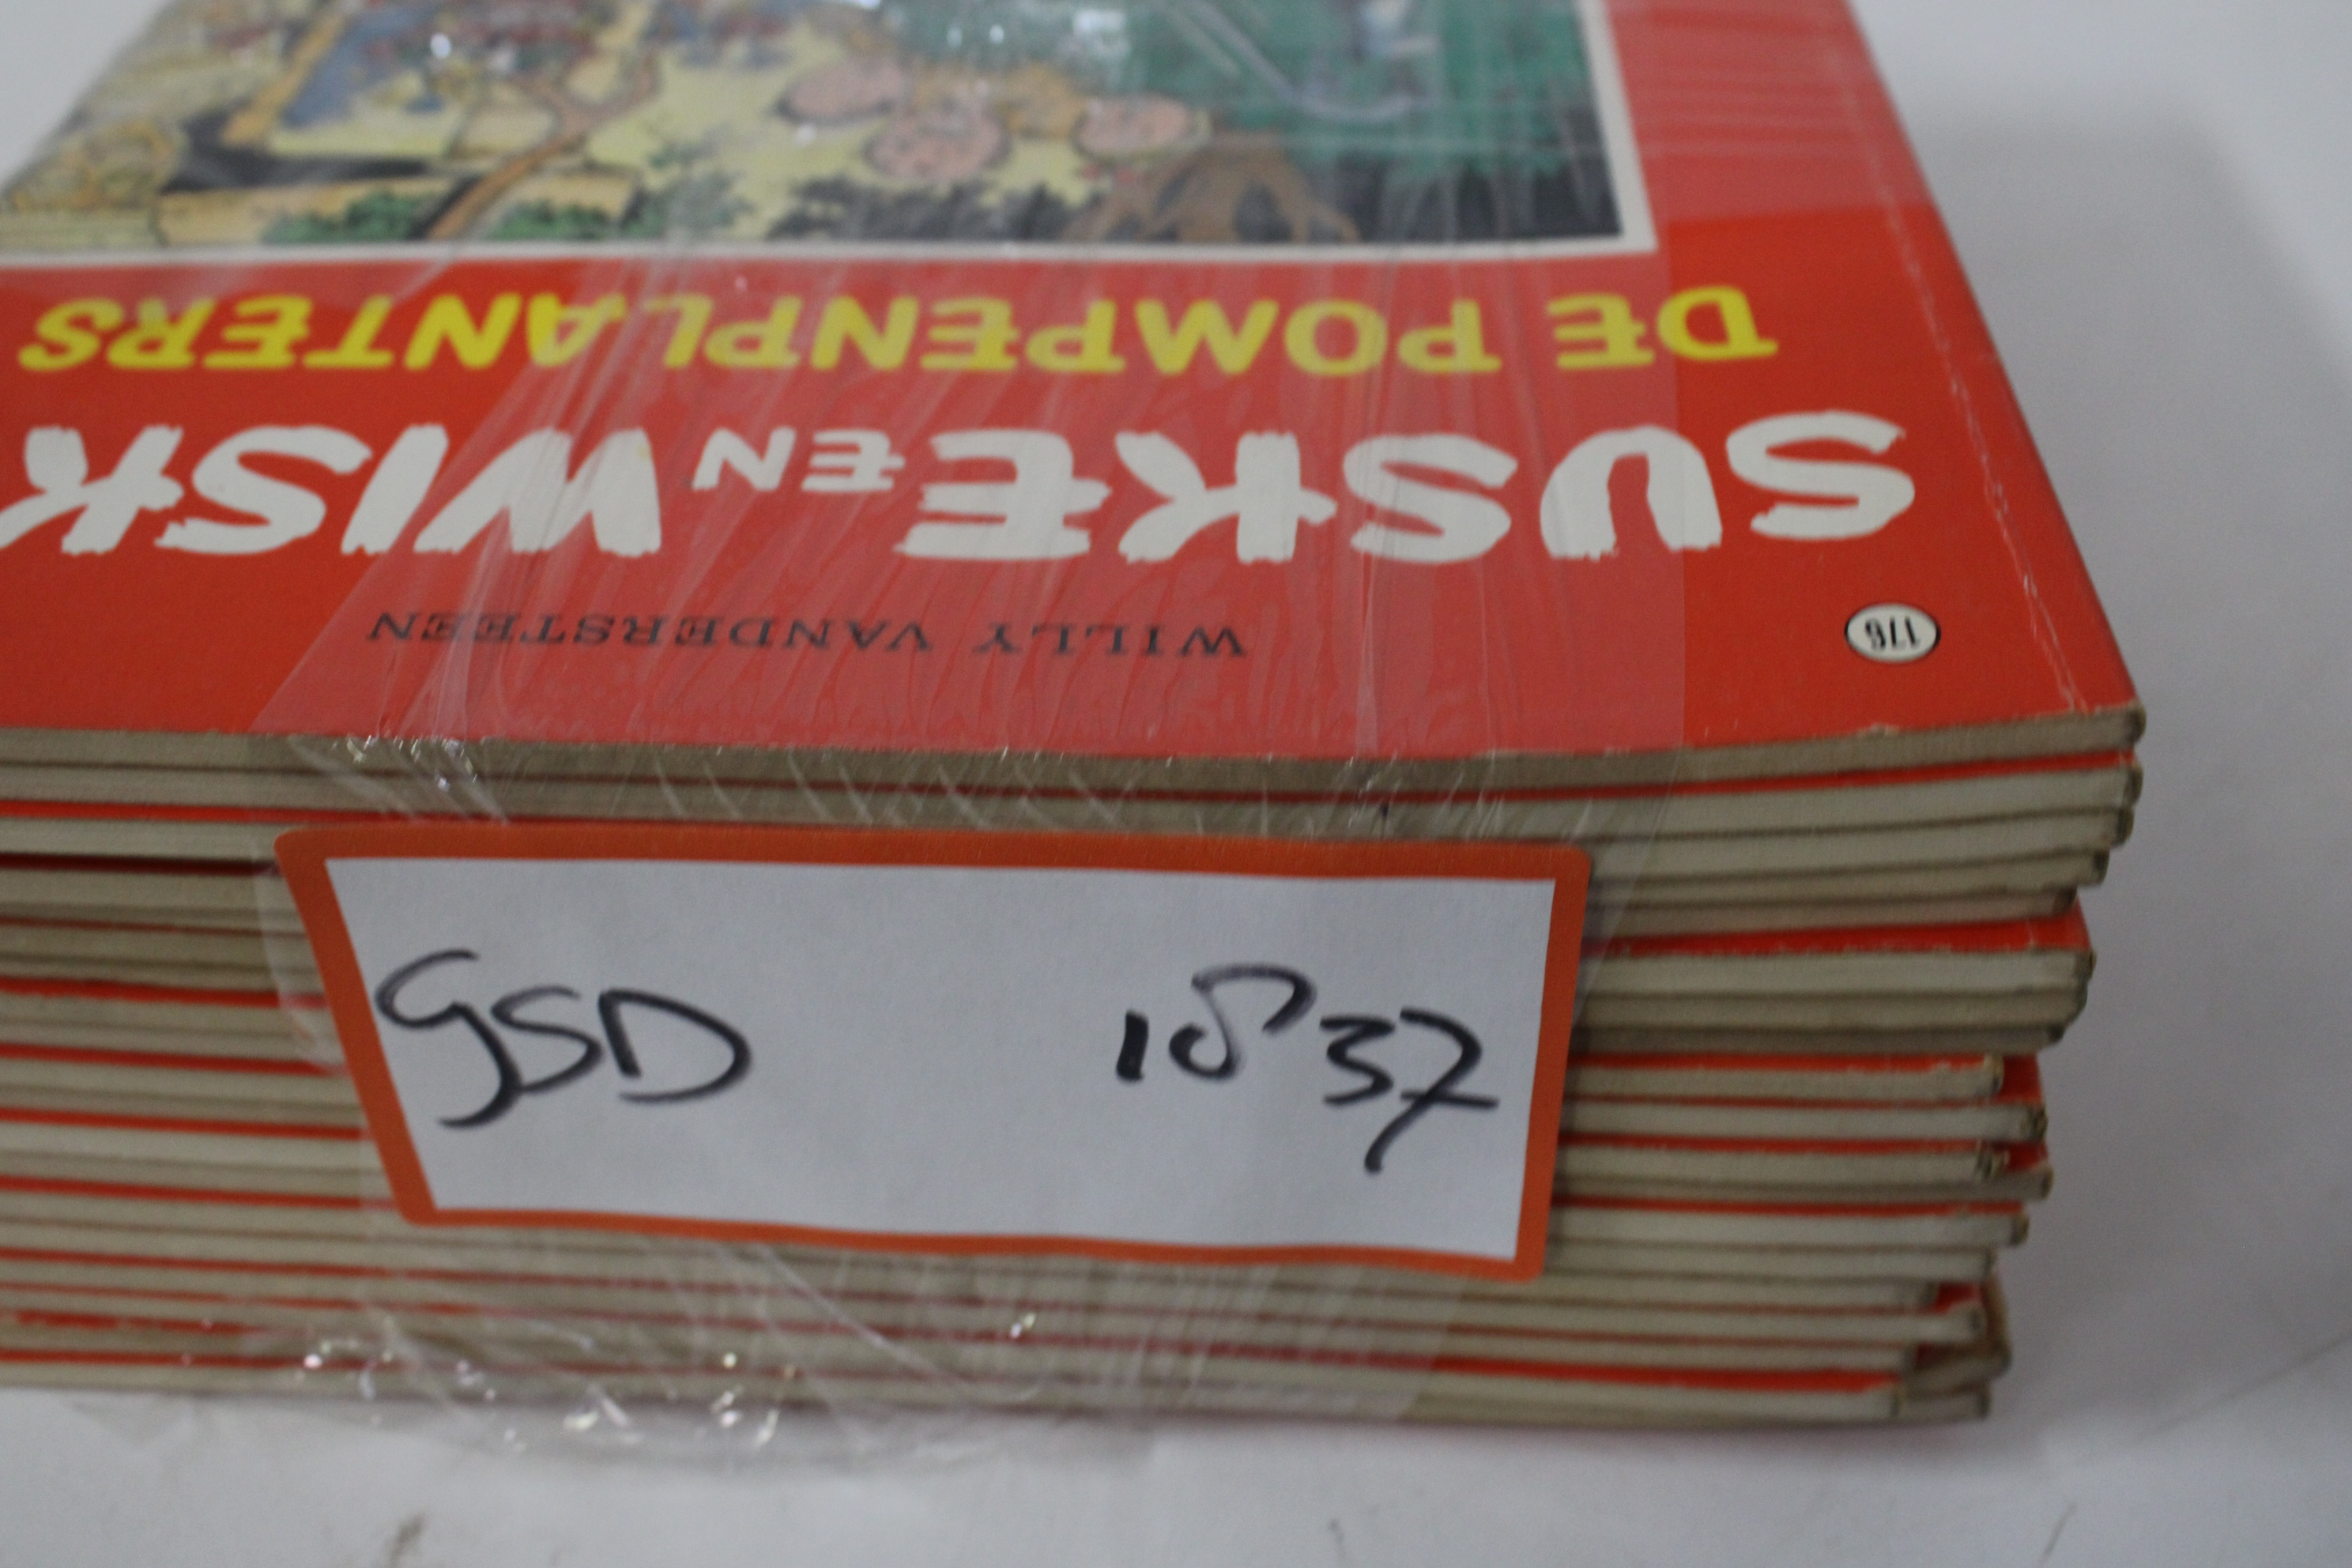 176
WILLY VANDERSTEEN
SUSKE EN WISK
DE POMPENPLANTERS
GSD 1837